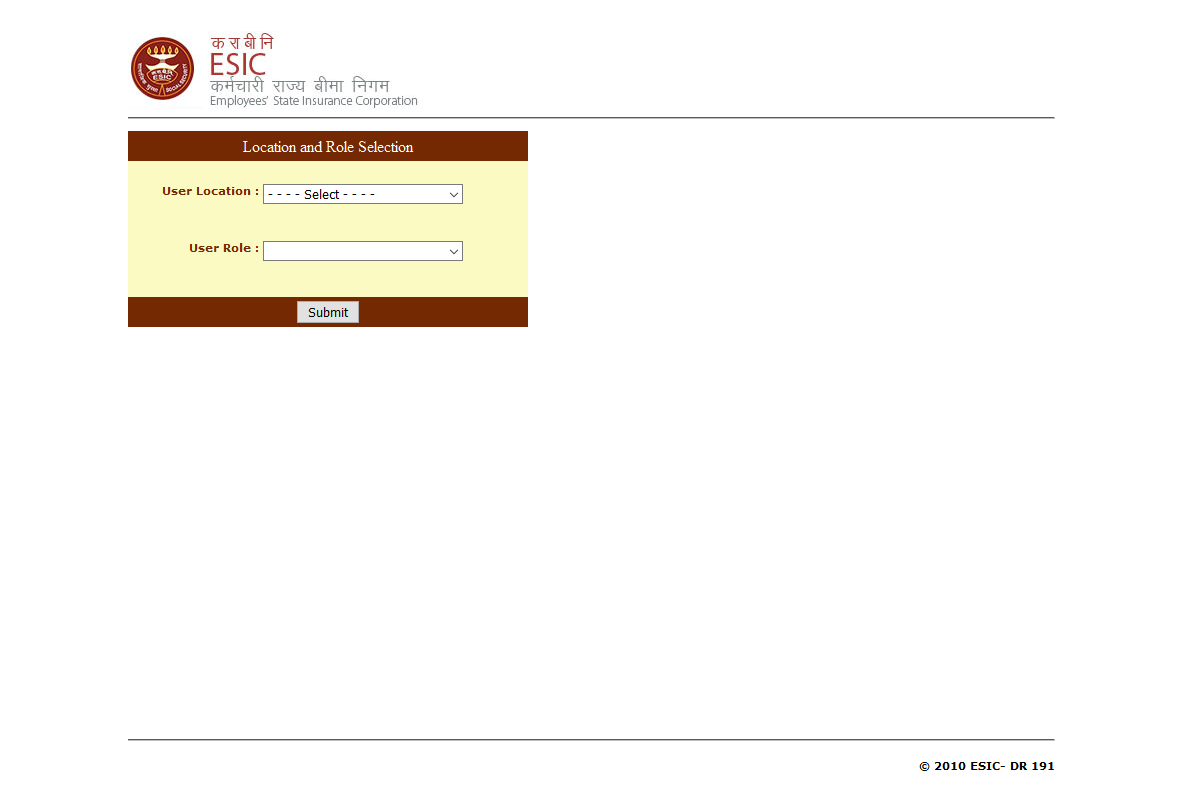 क रा बी नि
ESIC
कर्मचारी राज्य बीमा निगम
Employees' State Insurance Corporation
Location and Role Selection
User Location : - - - - Select - - - -
User Role :
Submit
© 2010 ESIC- DR 191